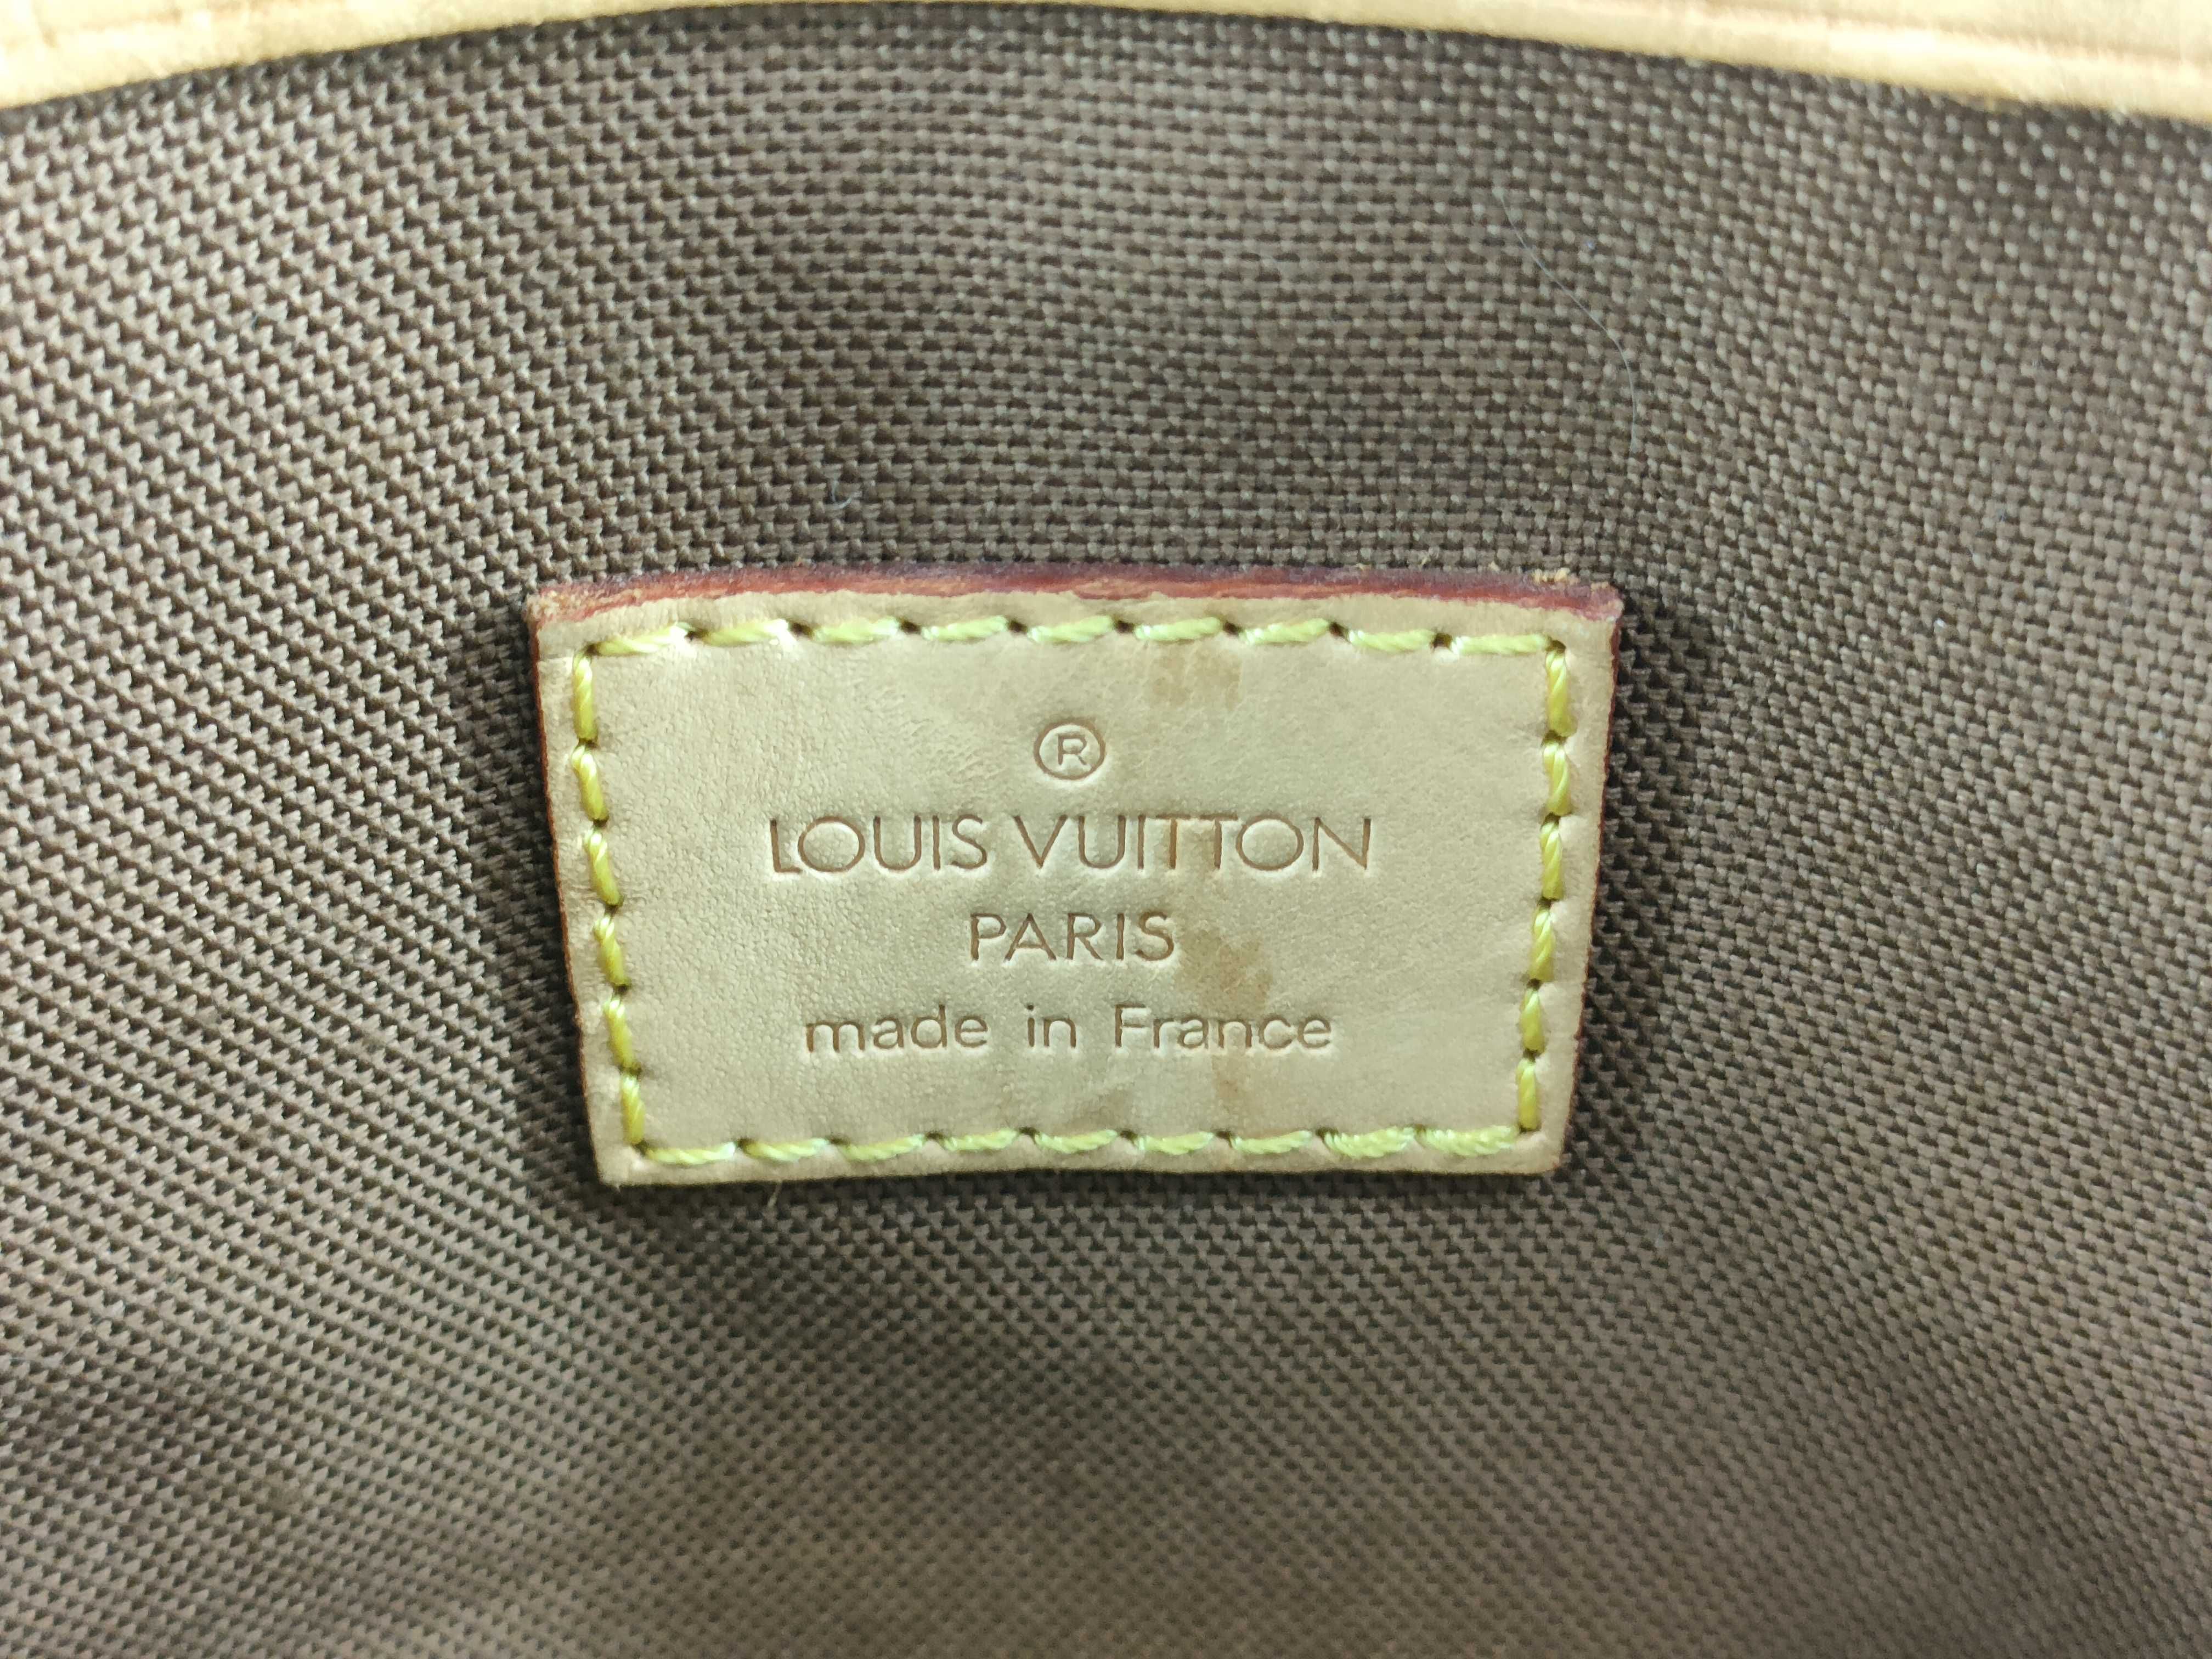 ®
LOUIS VUITTON
PARIS
made in France